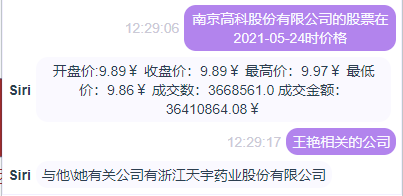 12:29:06 南京高科股份有限公司的股票在
2021-05-24时价格
开盘价:9.89￥ 收盘价：9.89￥ 最高价：9.97￥ 最低
Siri 价：9.86￥ 成交数：3668561.0 成交金额：
36410864.08￥
12:29:17 王艳相关的公司
Siri 与他\她有关公司有浙江天宇药业股份有限公司